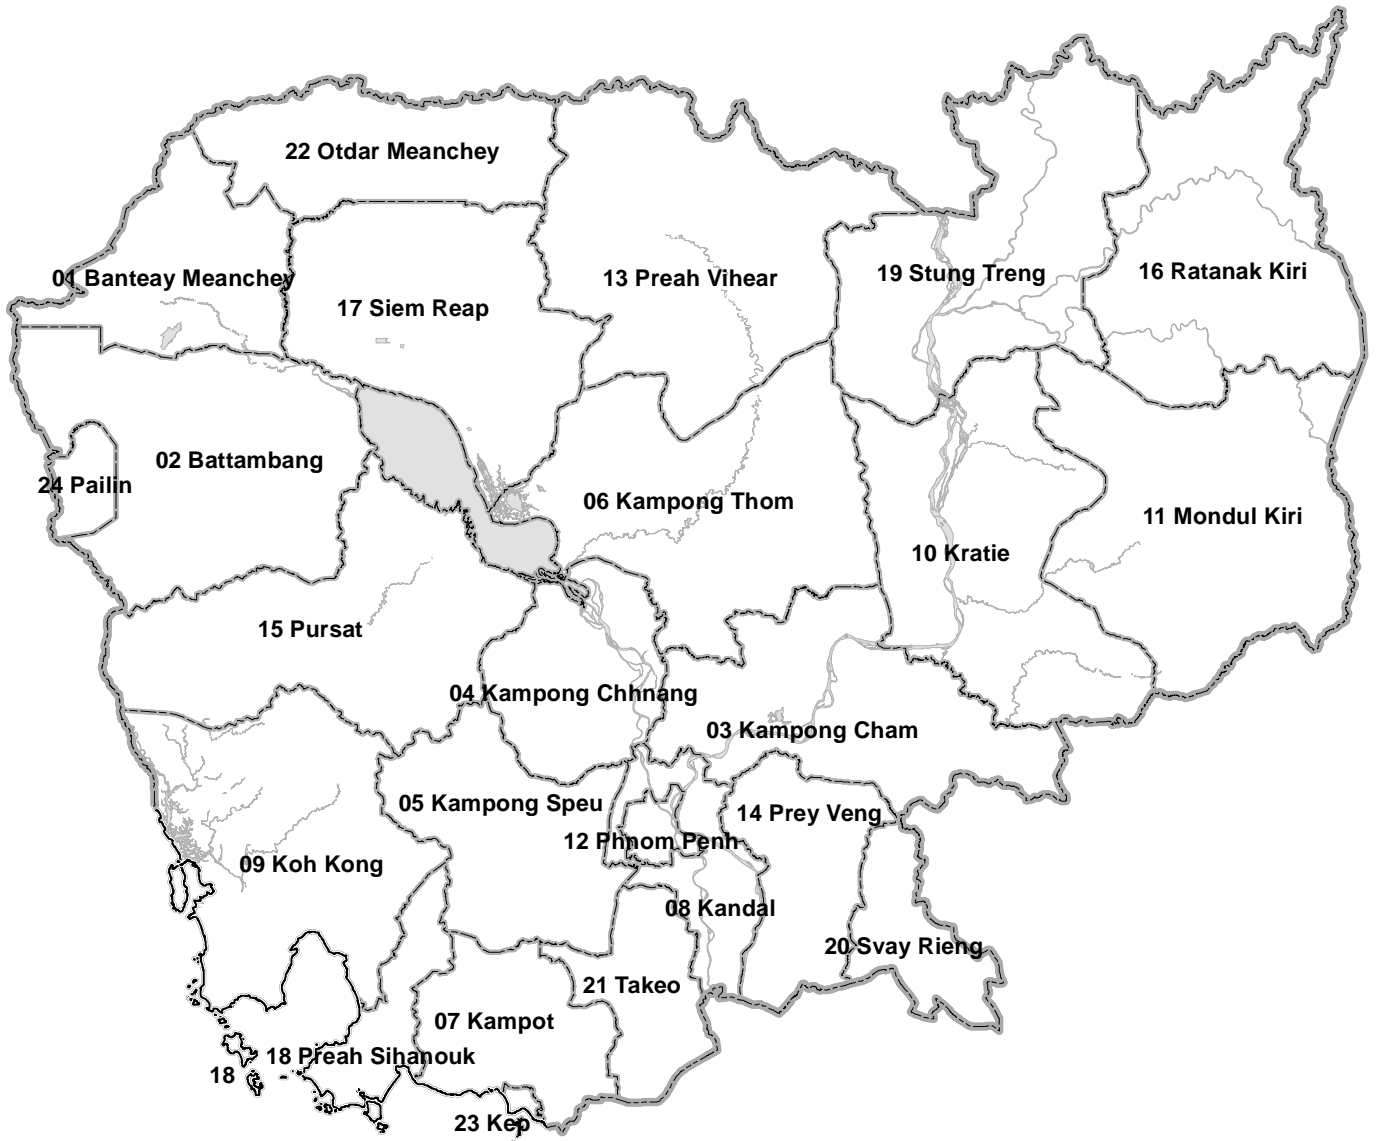 22 Otdar Meanchey
01 Banteay Meanchey
13 Preah Vihear
19 Stung Treng
16 Ratanak Kiri
17 Siem Reap
02 Battambang
24 Pailin
06 Kampong Thom
11 Mondul Kiri
10 Kratie
15 Pursat
04 Kampong Chhnang
03 Kampong Cham
05 Kampong Speu
14 Prey Veng
12 Phnom Penh
09 Koh Kong
08 Kandal
20 Svay Rieng
21 Takeo
07 Kampot
18 Preah Sihanouk
18
23 Kep